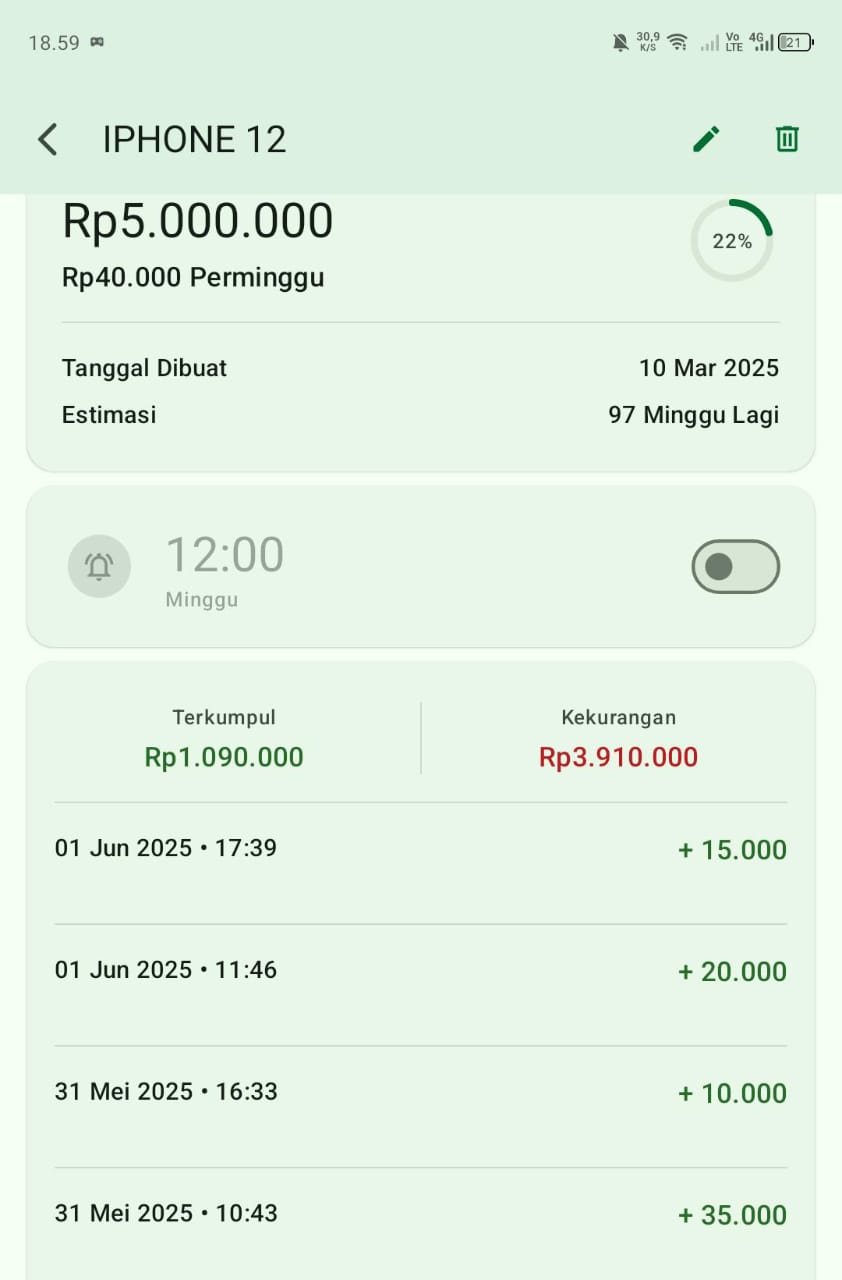 18.59 30,9 K/S Vo LTE 4G 21
IPHONE 12
Rp5.000.000
22%
Rp40.000 Perminggu
Tanggal Dibuat 10 Mar 2025
Estimasi 97 Minggu Lagi
12:00
Minggu
Terkumpul Kekurangan
Rp1.090.000 Rp3.910.000
01 Jun 2025 • 17:39 + 15.000
01 Jun 2025 • 11:46 + 20.000
31 Mei 2025 • 16:33 + 10.000
31 Mei 2025 • 10:43 + 35.000